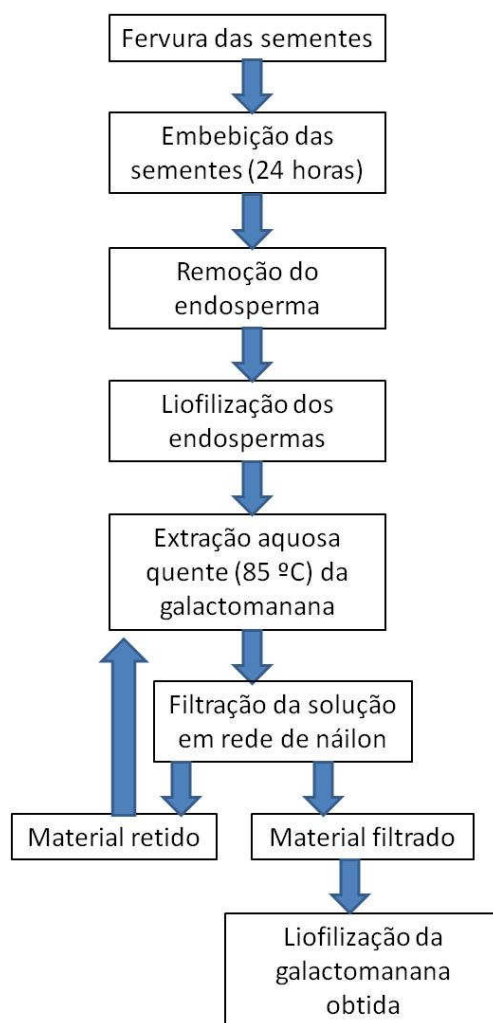 Fervura das sementes
Embebição das
sementes (24 horas)
Remoção do
endosperma
Liofilização dos
endospermas
Extração aquosa
quente (85 ºC) da
galactomanana
Filtração da solução
em rede de náilon
Material retido
Material filtrado
Liofilização da
galactomanana
obtida